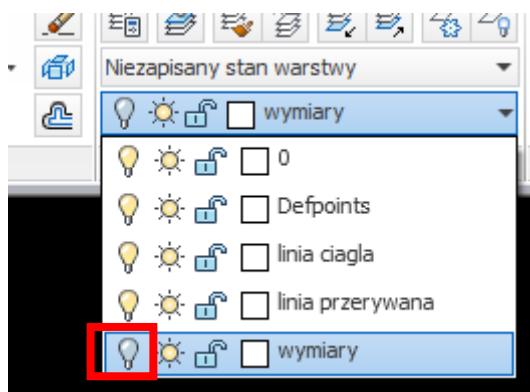 Niezapisany stan warstwy
wymiary
0
Defpoints
linia ciagla
linia przerywana
wymiary